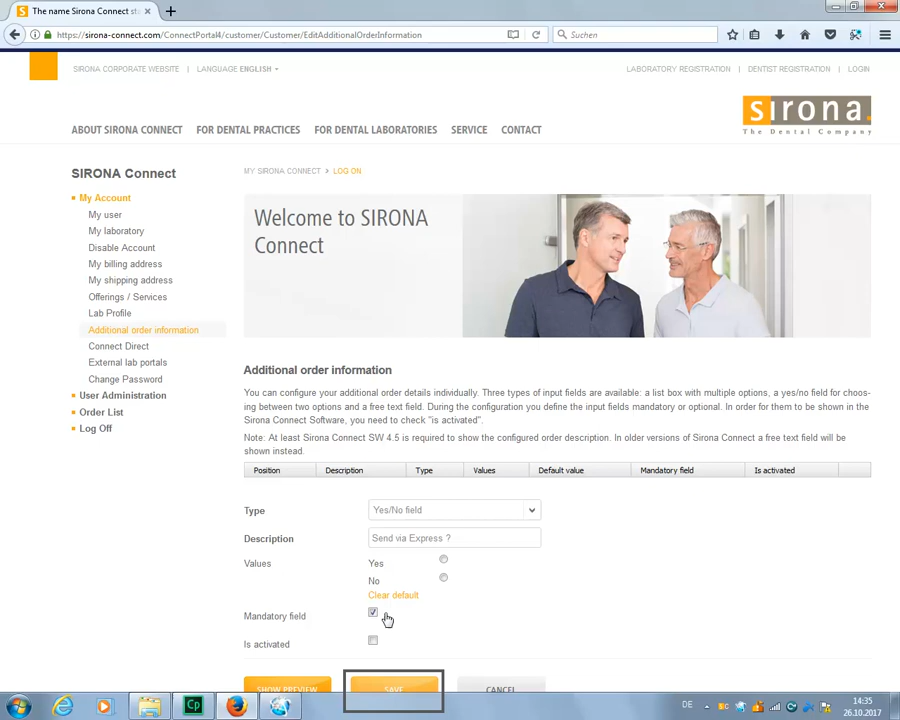 The name Sirona Connect st
https://sirona-connect.com/ConnectPortal4/customer/Customer/EditAdditionalOrderInformation
Suchen
SIRONA CORPORATE WEBSITE | LANGUAGE ENGLISH
LABORATORY REGISTRATION | DENTIST REGISTRATION | LOGIN
sirona.
The Dental Company
ABOUT SIRONA CONNECT FOR DENTAL PRACTICES FOR DENTAL LABORATORIES SERVICE CONTACT
SIRONA Connect
My Account
My user
My laboratory
Disable Account
My billing address
My shipping address
Offerings / Services
Lab Profile
Additional order information
Connect Direct
External lab portals
Change Password
User Administration
Order List
Log Off
MY SIRONA CONNECT > LOG ON
Welcome to SIRONA
Connect
Additional order information
You can configure your additional order details individually. Three types of input fields are available: a list box with multiple options, a yes/no field for choos-
ing between two options and a free text field. During the configuration you define the input fields mandatory or optional. In order for them to be shown in the
Sirona Connect Software, you need to check "is activated".
Note: At least Sirona Connect SW 4.5 is required to show the configured order description. In older versions of Sirona Connect a free text field will be
shown instead.
Position Description Type Values Default value Mandatory field Is activated
Type Yes/No field
Description Send via Express ?
Values Yes
No
Clear default
Mandatory field
Is activated
SHOW PREVIEW SAVE CANCEL
Cp
DE
14:35
26.10.2017